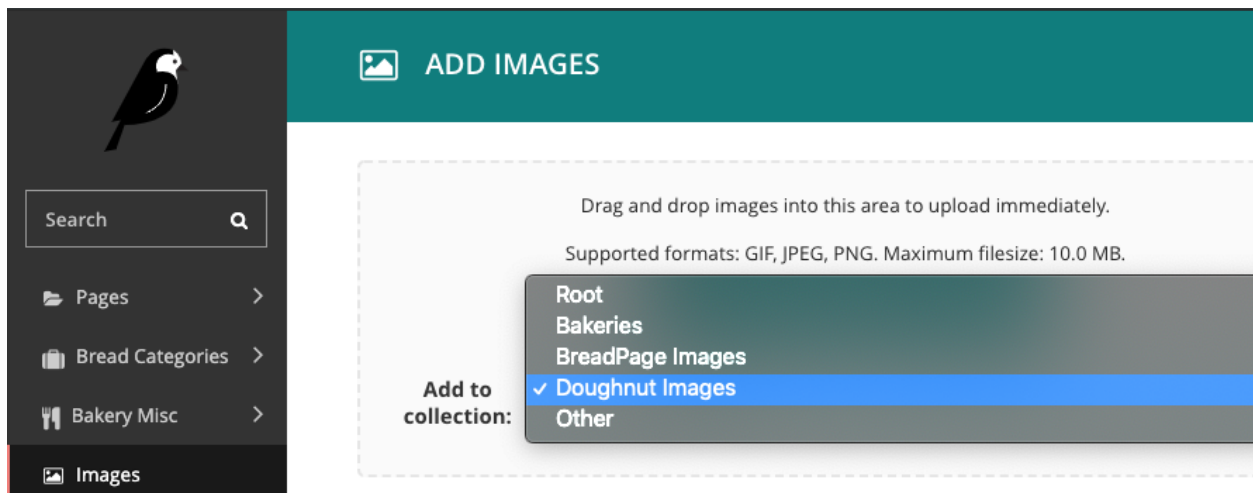 ADD IMAGES
Search
Pages
Bread Categories
Bakery Misc
Images
Drag and drop images into this area to upload immediately.
Supported formats: GIF, JPEG, PNG. Maximum filesize: 10.0 MB.
Add to
collection:
Root
Bakeries
BreadPage Images
Doughnut Images
Other